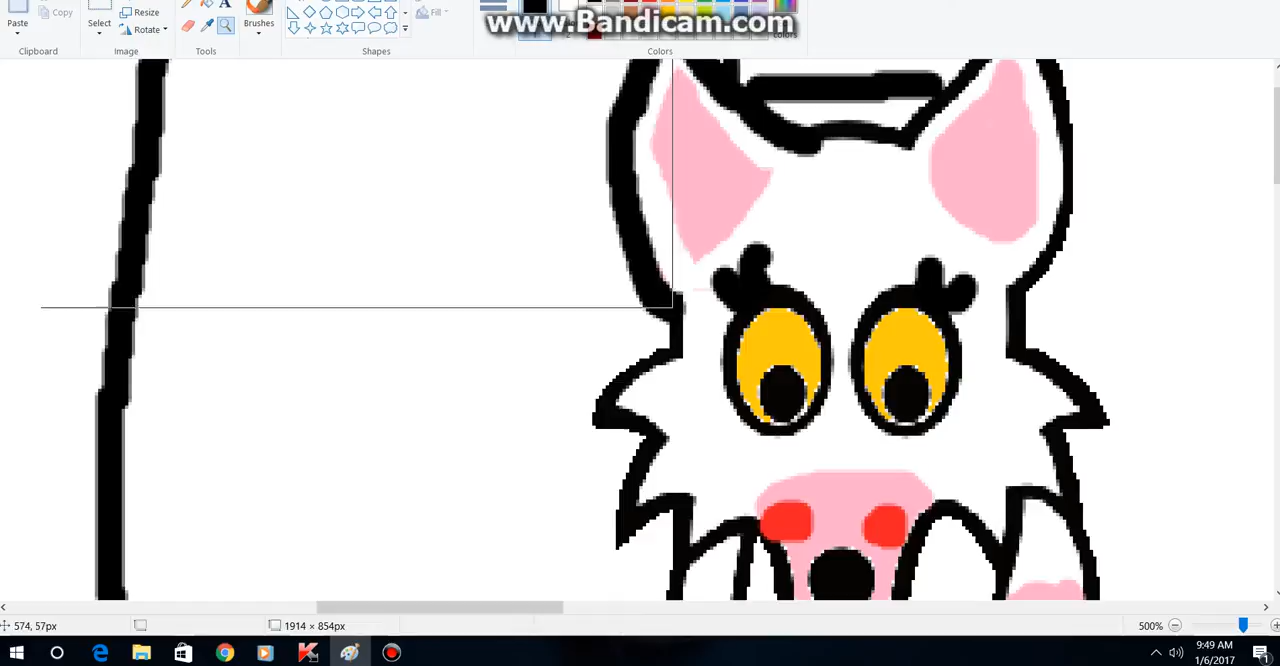 www.Bandicam.com
Paste
Copy
Select
Resize
Rotate
A
Brushes
Fill
Clipboard
Image
Tools
Shapes
Colors
574, 57px
1914 × 854px
500%
9:49 AM
1/6/2017